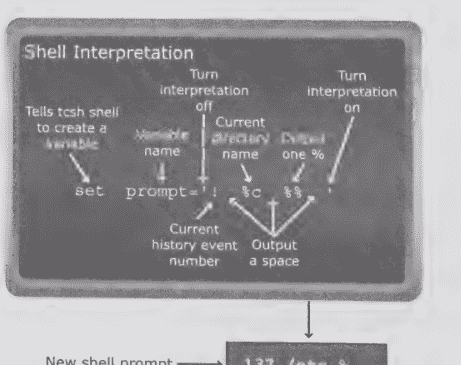 Shell Interpretation
Turn
interpretation
off
Turn
interpretation
on
Tells tcsh shell
to create a
variable
Variable
name
Current
directory
name
Output
one %
set prompt='! %c %% '
Current
history event
number
Output
a space
New shell prompt
137 /etc %